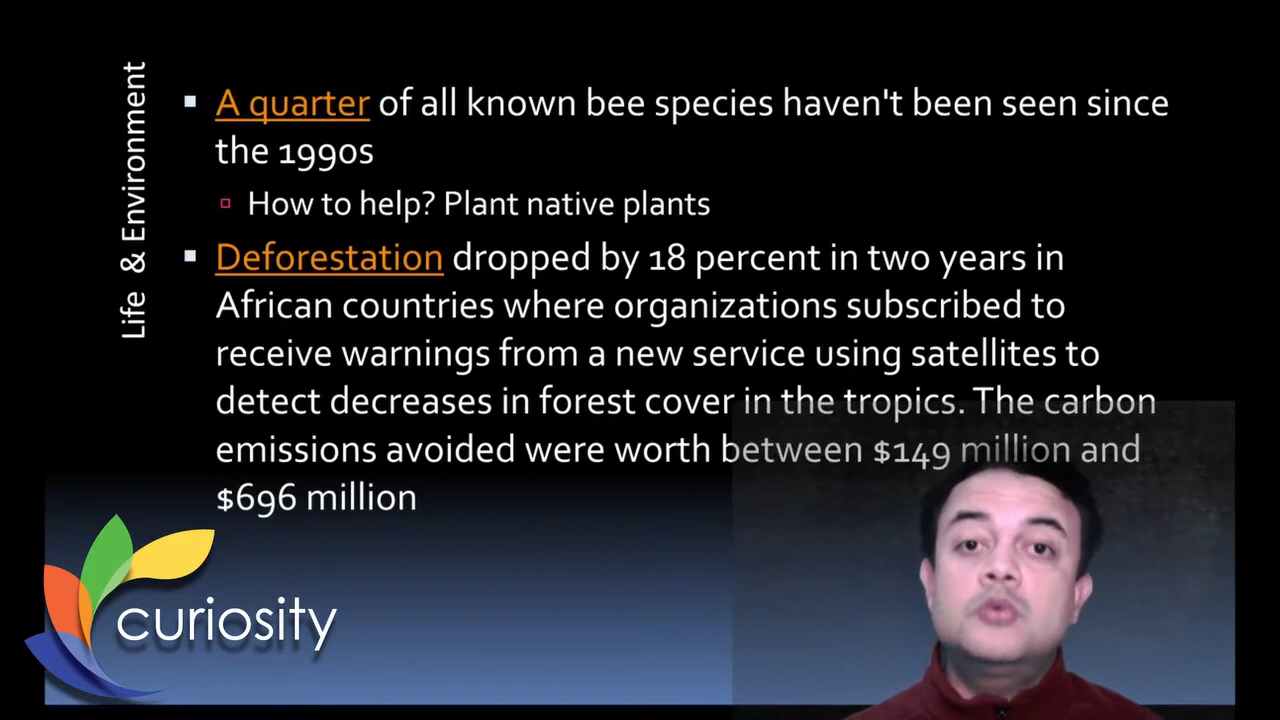 Life & Environment
A quarter of all known bee species haven't been seen since
the 1990s
How to help? Plant native plants
Deforestation dropped by 18 percent in two years in
African countries where organizations subscribed to
receive warnings from a new service using satellites to
detect decreases in forest cover in the tropics. The carbon
emissions avoided were worth between $149 million and
$696 million
curiosity